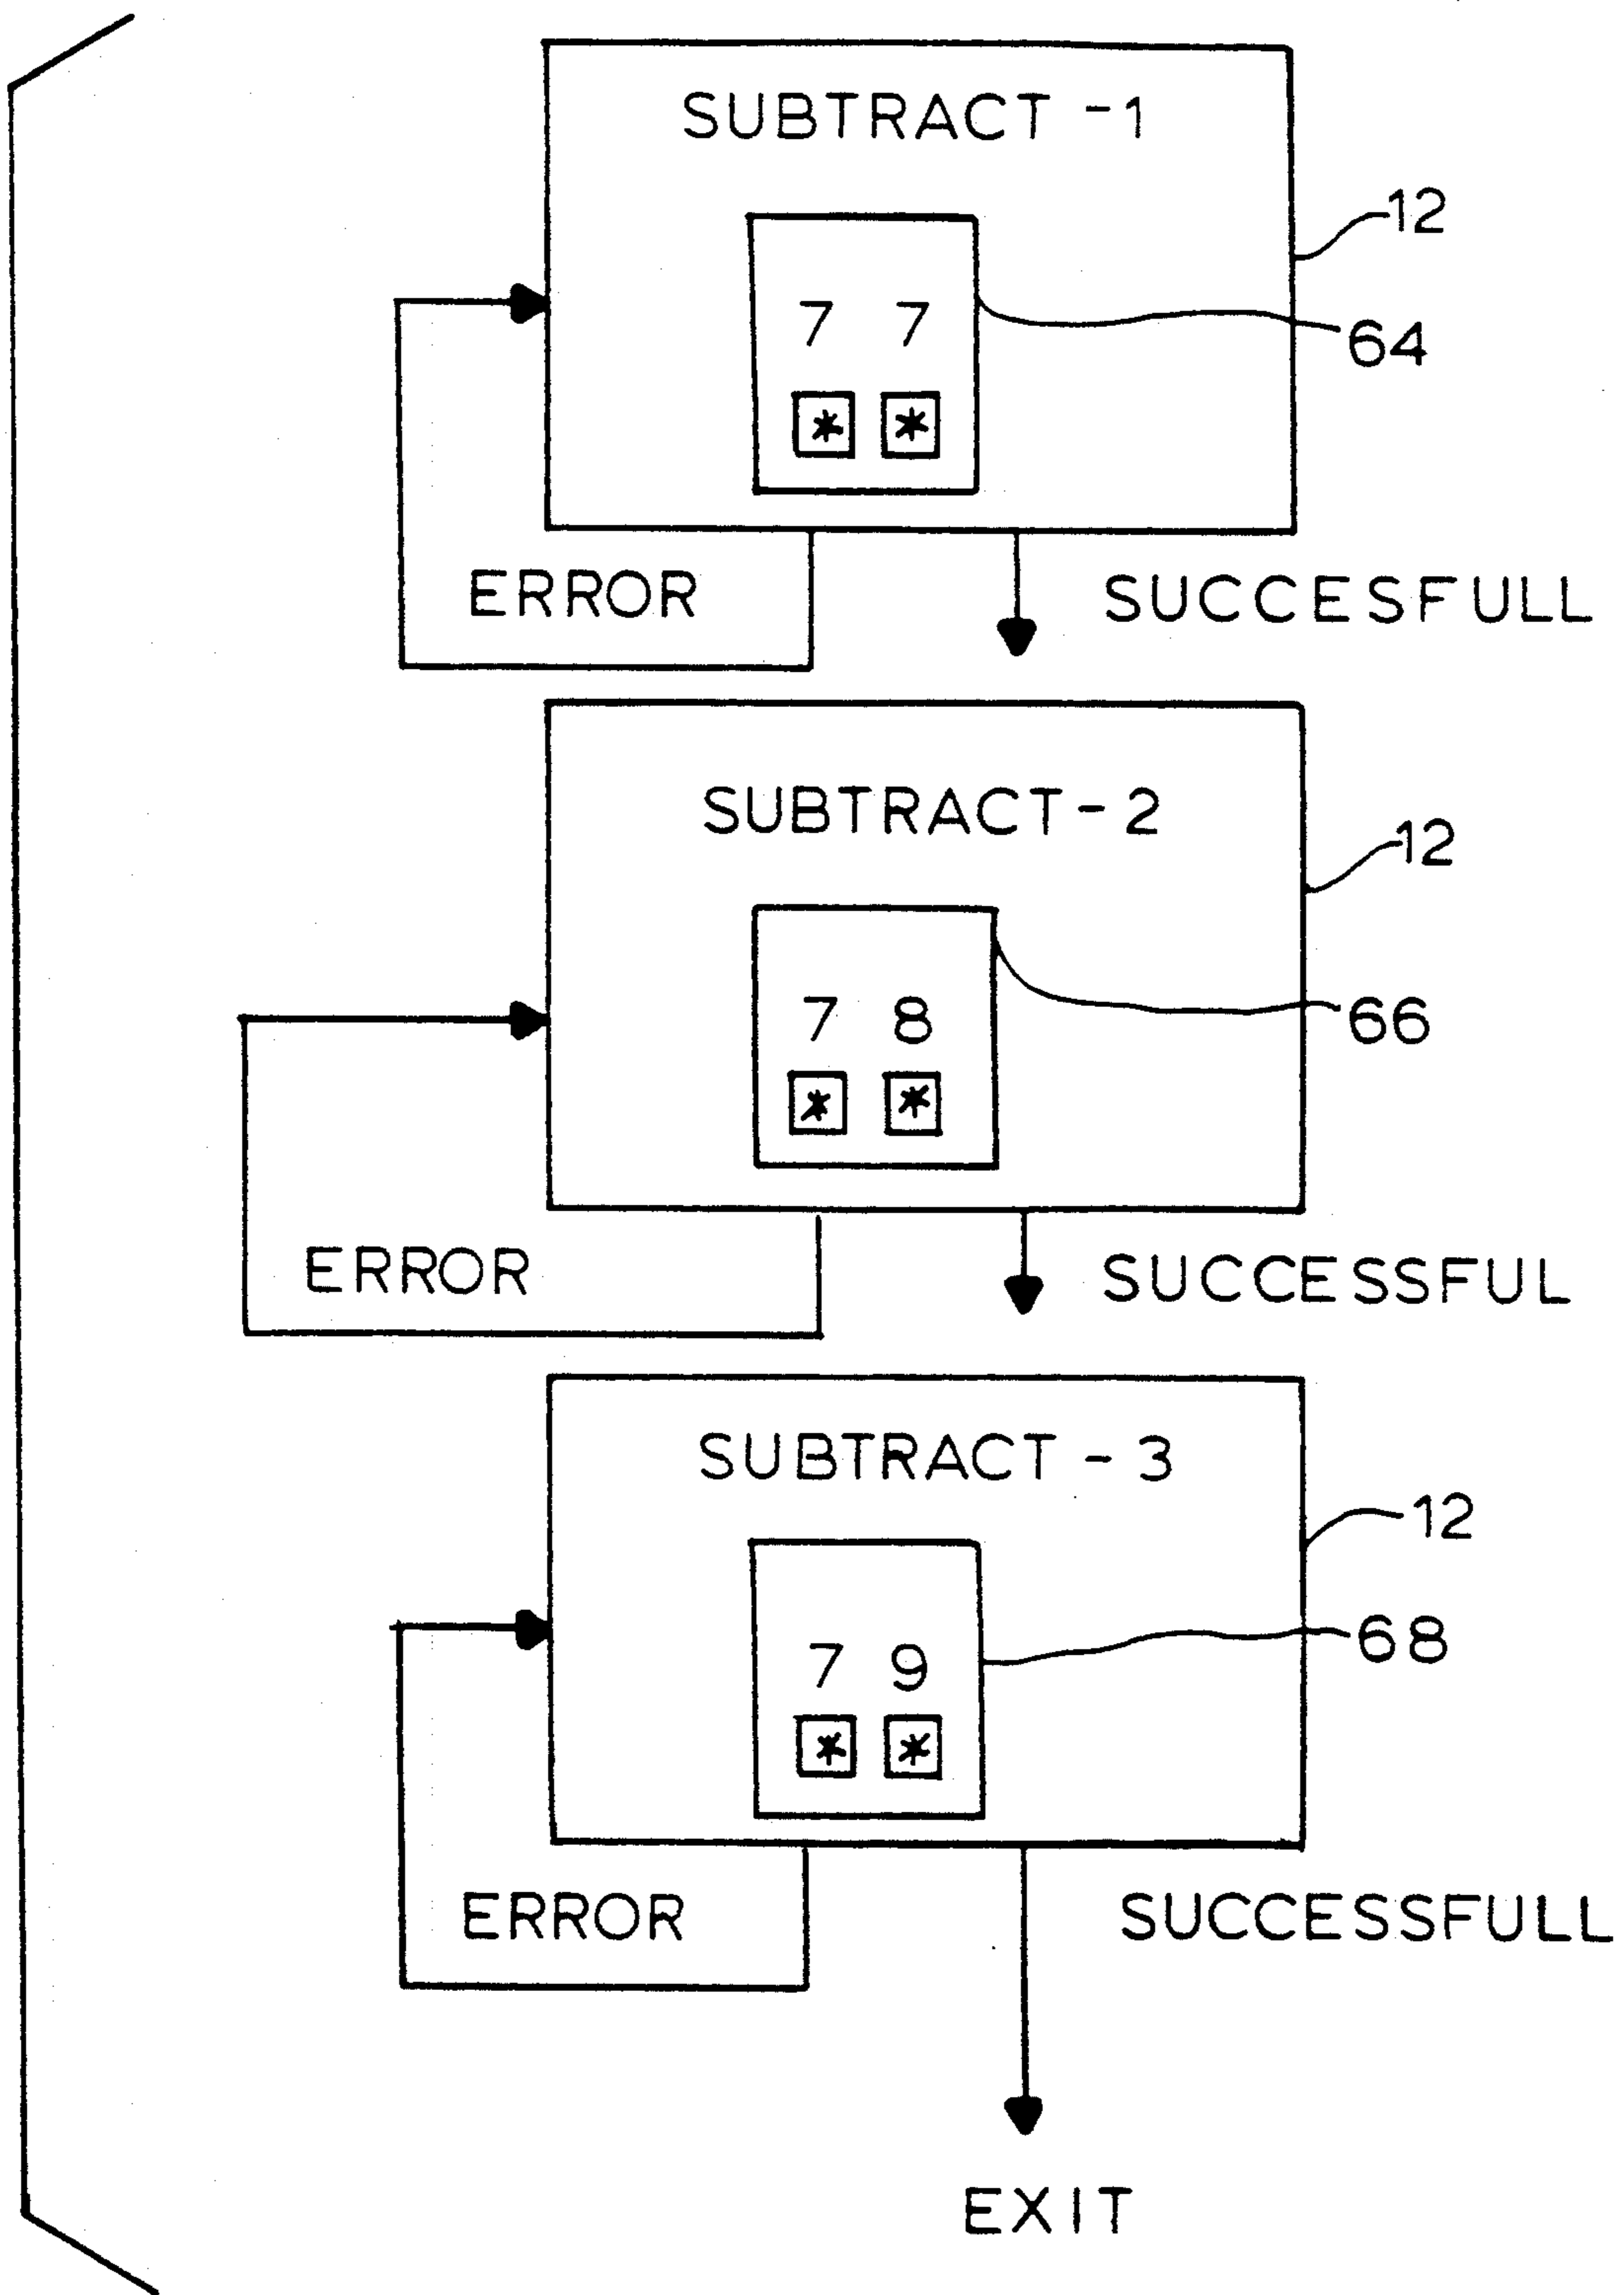 SUBTRACT -1
12
7 7
64
* *
ERROR
SUCCESFULL
SUBTRACT - 2
12
7 8
66
* *
ERROR
SUCCESSFUL
SUBTRACT - 3
12
7 9
68
* *
ERROR
SUCCESSFULL
EXIT